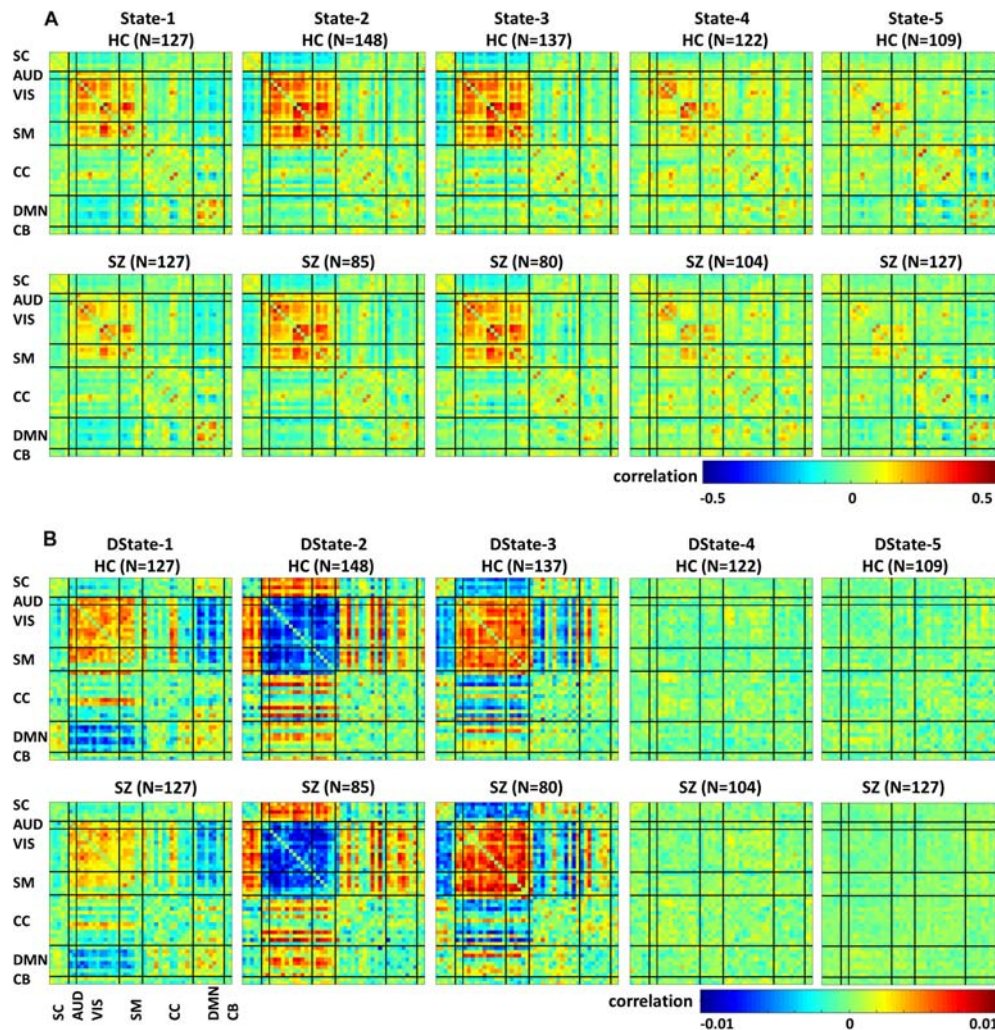 A
State-1 State-2 State-3 State-4 State-5
HC (N=127) HC (N=148) HC (N=137) HC (N=122) HC (N=109)
SC
AUD
VIS
SM
CC
DMN
CB
SZ (N=127) SZ (N=85) SZ (N=80) SZ (N=104) SZ (N=127)
SC
AUD
VIS
SM
CC
DMN
CB
correlation
-0.5 0 0.5
B
DState-1 DState-2 DState-3 DState-4 DState-5
HC (N=127) HC (N=148) HC (N=137) HC (N=122) HC (N=109)
SC
AUD
VIS
SM
CC
DMN
CB
SZ (N=127) SZ (N=85) SZ (N=80) SZ (N=104) SZ (N=127)
SC
AUD
VIS
SM
CC
DMN
CB
SC AUD VIS SM CC DMN CB
correlation
-0.01 0 0.01